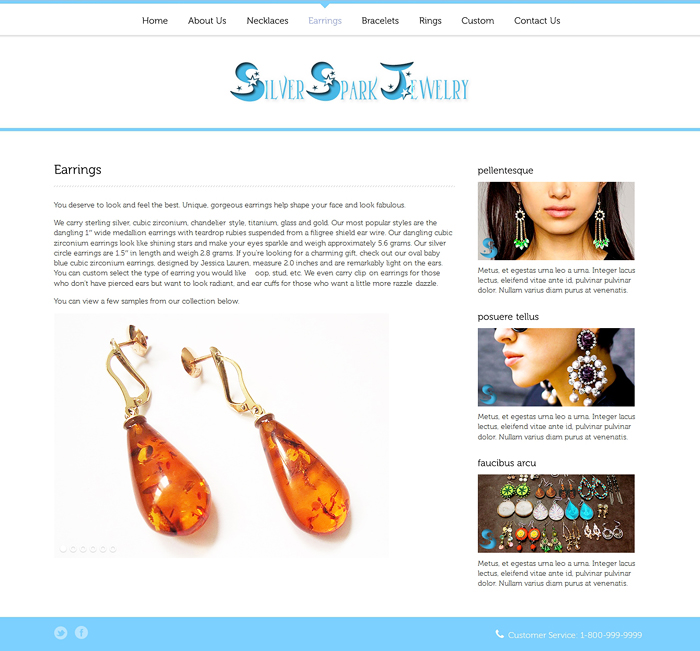 Home About Us Necklaces Earrings Bracelets Rings Custom Contact Us
Silver Spark Jewelry
Earrings
You deserve to look and feel the best. Unique, gorgeous earrings help shape your face and look fabulous.
We carry sterling silver, cubic zirconium, chandelier style, titanium, glass and gold. Our most popular styles are the
dangling 1" wide medallion earrings with teardrop rubies suspended from a filigree shield ear wire. Our dangling cubic
zirconium earrings look like shining stars and make your eyes sparkle and weigh approximately 5.6 grams. Our silver
circle earrings are 1.5" in length and weigh 2.8 grams. If you're looking for a charming gift, check out our oval baby
blue cubic zirconium earrings, designed by Jessica Lauren, measure 2.0 inches and are remarkably light on the ears.
You can custom select the type of earring you would like oop, stud, etc. We even carry clip on earrings for those
who don't have pierced ears but want to look radiant, and ear cuffs for those who want a little more razzle dazzle.
You can view a few samples from our collection below.
pellentesque
Metus, et egestas urna leo a urna. Integer lacus
lectus, eleifend vitae ante id, pulvinar pulvinar
dolor. Nullam varius diam purus at venenatis.
posuere tellus
Metus, et egestas urna leo a urna. Integer lacus
lectus, eleifend vitae ante id, pulvinar pulvinar
dolor. Nullam varius diam purus at venenatis.
faucibus arcu
Metus, et egestas urna leo a urna. Integer lacus
lectus, eleifend vitae ante id, pulvinar pulvinar
dolor. Nullam varius diam purus at venenatis.
Customer Service: 1-800-999-9999